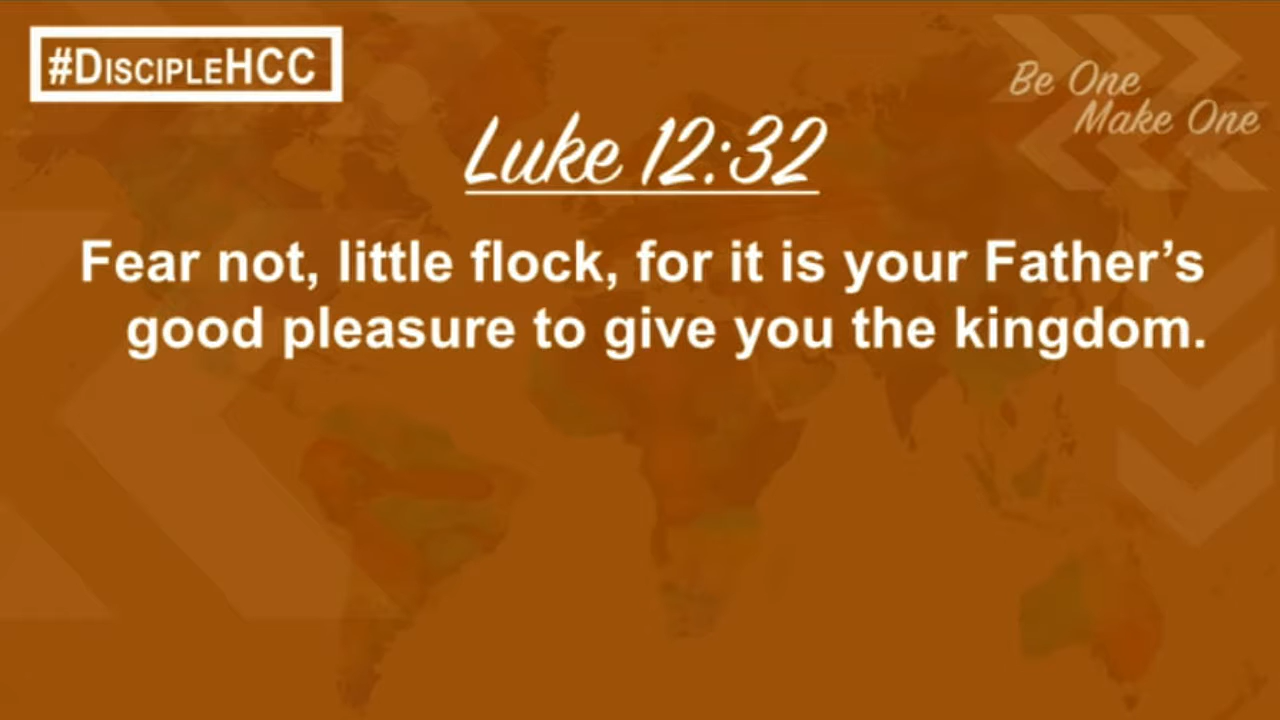 #DISCIPLEHCC
Be One
Make One
Luke 12:32
Fear not, little flock, for it is your Father’s
good pleasure to give you the kingdom.